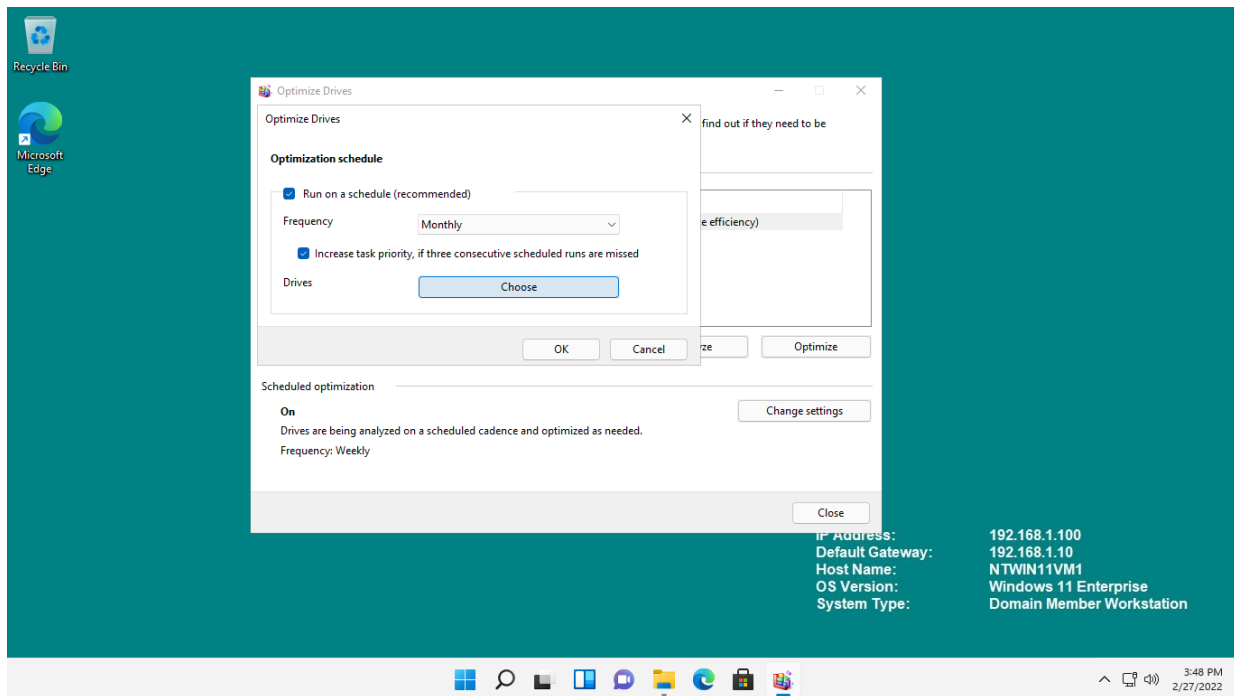 Recycle Bin
Microsoft
Edge
Optimize Drives
Optimize Drives
find out if they need to be
Optimization schedule
Run on a schedule (recommended)
Frequency
Monthly
e efficiency)
Increase task priority, if three consecutive scheduled runs are missed
Drives
Choose
OK
Cancel
ze
Optimize
Scheduled optimization
On
Change settings
Drives are being analyzed on a scheduled cadence and optimized as needed.
Frequency: Weekly
Close
IP Address: 192.168.1.100
Default Gateway: 192.168.1.10
Host Name: NTWIN11VM1
OS Version: Windows 11 Enterprise
System Type: Domain Member Workstation
3:48 PM
2/27/2022